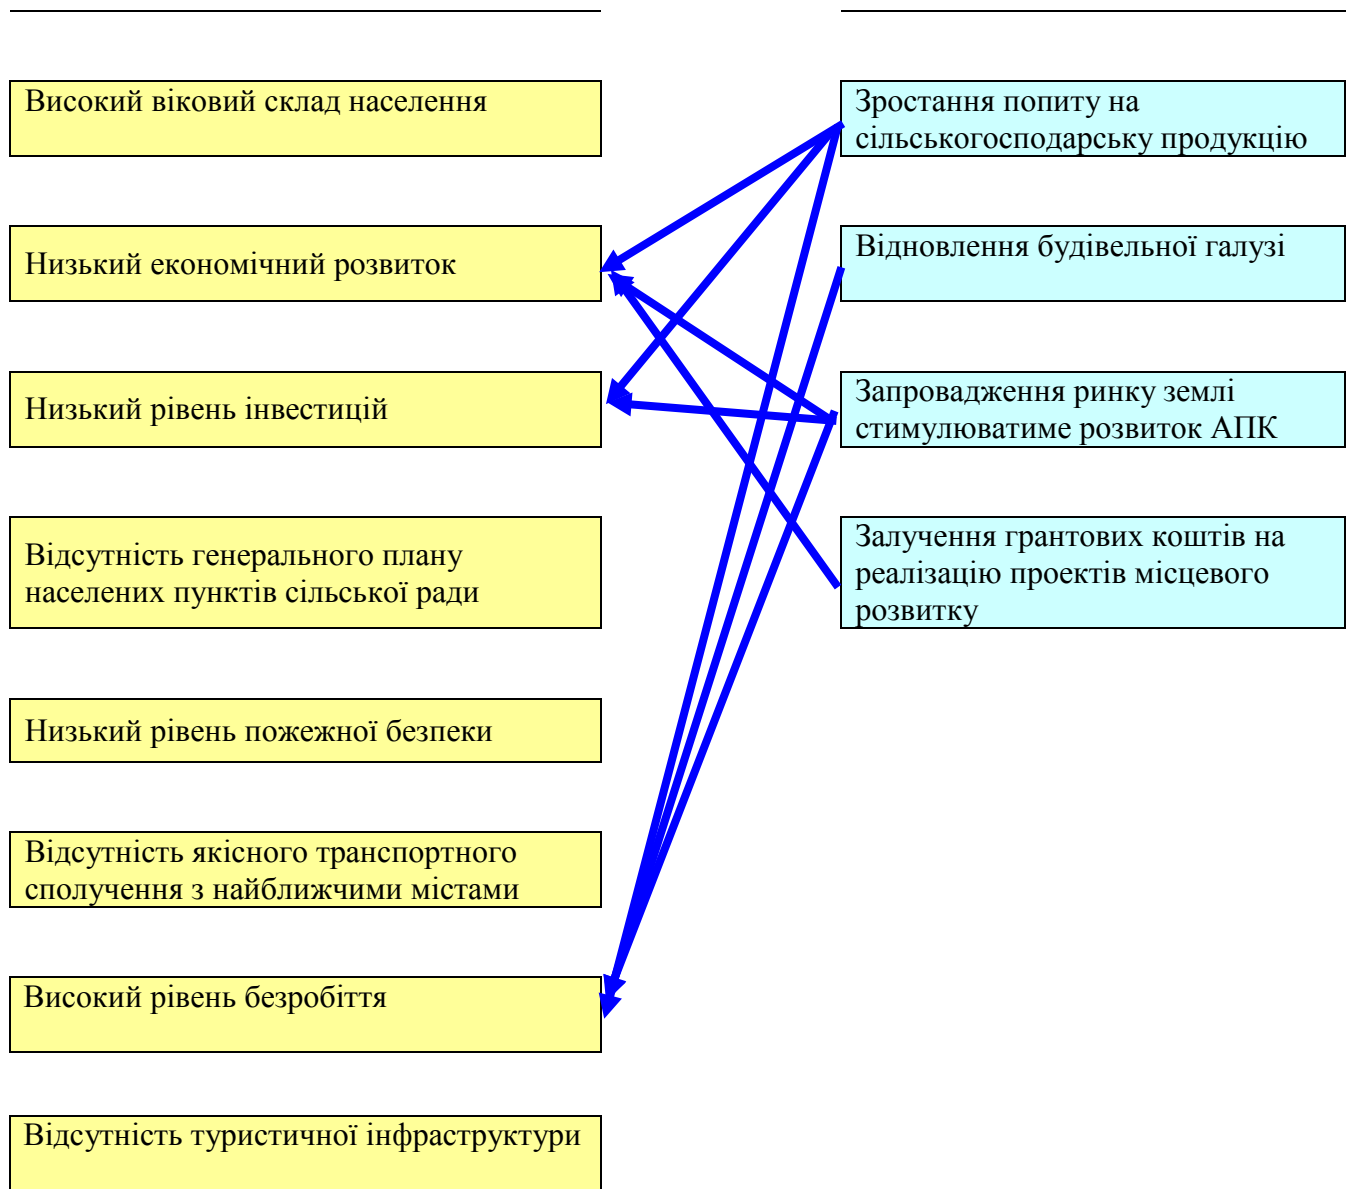 Високий віковий склад населення
Низький економічний розвиток
Низький рівень інвестицій
Відсутність генерального плану
населених пунктів сільської ради
Низький рівень пожежної безпеки
Відсутність якісного транспортного
сполучення з найближчими містами
Високий рівень безробіття
Відсутність туристичної інфраструктури
Зростання попиту на
сільськогосподарську продукцію
Відновлення будівельної галузі
Запровадження ринку землі
стимулюватиме розвиток АПК
Залучення грантових коштів на
реалізацію проектів місцевого
розвитку